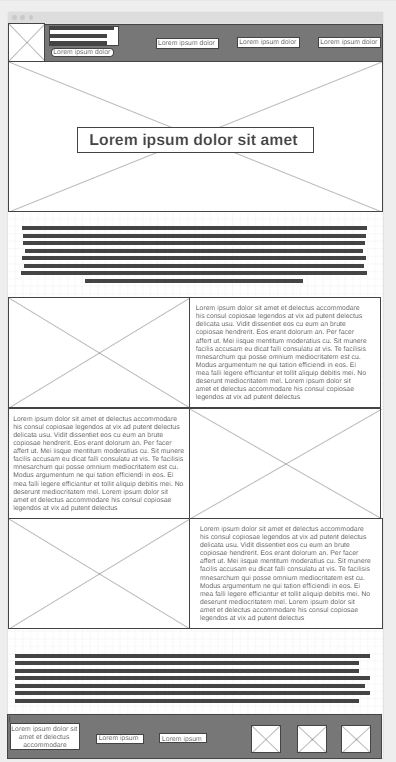 Lorem ipsum dolor
Lorem ipsum dolor
Lorem ipsum dolor
Lorem ipsum dolor
Lorem ipsum dolor sit amet
Lorem ipsum dolor sit amet et delectus accommodare
his consul copiosae legendos at vix ad putent delectus
delicata usu. Vidit dissentiet eos cu eum an brute
copiosae hendrerit. Eos erant dolorum an. Per facer
affert ut. Mei iisque mentitum moderatius cu. Sit munere
facilis accusam eu dicat falli consulatu at vis. Te facilisis
mnesarchum qui posse omnium mediocritatem est cu.
Modus argumentum ne qui tation efficiendi in eos. Ei
mea falli legere efficiantur et tollit aliquip debitis mei. No
deserunt mediocritatem mei. Lorem ipsum dolor sit
amet et delectus accommodare his consul copiosae
legendos at vix ad putent delectus
Lorem ipsum dolor sit amet et delectus accommodare
his consul copiosae legendos at vix ad putent delectus
delicata usu. Vidit dissentiet eos cu eum an brute
copiosae hendrerit. Eos erant dolorum an. Per facer
affert ut. Mei iisque mentitum moderatius cu. Sit munere
facilis accusam eu dicat falli consulatu at vis. Te facilisis
mnesarchum qui posse omnium mediocritatem est cu.
Modus argumentum ne qui tation efficiendi in eos. Ei
mea falli legere efficiantur et tollit aliquip debitis mei. No
deserunt mediocritatem mei. Lorem ipsum dolor sit
amet et delectus accommodare his consul copiosae
legendos at vix ad putent delectus
Lorem ipsum dolor sit amet et delectus accommodare
his consul copiosae legendos at vix ad putent delectus
delicata usu. Vidit dissentiet eos cu eum an brute
copiosae hendrerit. Eos erant dolorum an. Per facer
affert ut. Mei iisque mentitum moderatius cu. Sit munere
facilis accusam eu dicat falli consulatu at vis. Te facilisis
mnesarchum qui posse omnium mediocritatem est cu.
Modus argumentum ne qui tation efficiendi in eos. Ei
mea falli legere efficiantur et tollit aliquip debitis mei. No
deserunt mediocritatem mei. Lorem ipsum dolor sit
amet et delectus accommodare his consul copiosae
legendos at vix ad putent delectus
Lorem ipsum dolor sit
amet et delectus
accommodare
Lorem ipsum
Lorem ipsum